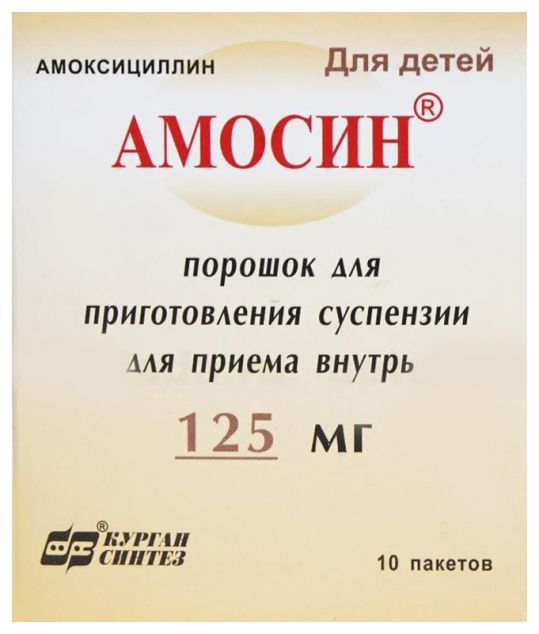 АМОКСИЦИЛЛИН
Для детей
АМОСИН®
порошок для
приготовления суспензии
для приема внутрь
125 мг
® КУРГАН
СИНТЕЗ
10 пакетов